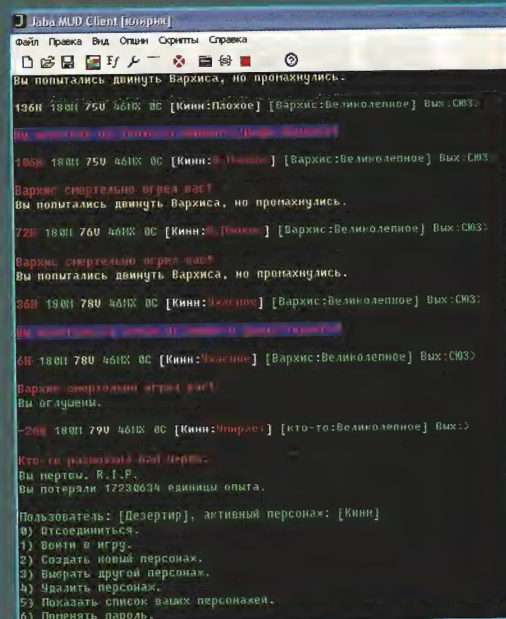 Jaba MUD Client [клирик]
Файл Правка Вид Опции Скрипты Справка
Вы попытались двинуть Вархиса, но промахнулись.
136H 180M 75V 461MX 0C [Кинн:Плохое] [Вархис:Великолепное] Вых:СЮЗ>
106H 180M 75V 461MX 0C [Кинн:О.Плохое] [Вархис:Великолепное] Вых:СЮЗ>
Вархис смертельно огрел вас!
Вы попытались двинуть Вархиса, но промахнулись.
72H 180M 76V 461MX 0C [Кинн:О.Плохое] [Вархис:Великолепное] Вых:СЮЗ>
Вархис смертельно огрел вас!
Вы попытались двинуть Вархиса, но промахнулись.
36H 180M 78V 461MX 0C [Кинн:Ужасное] [Вархис:Великолепное] Вых:СЮЗ>
6H 180M 78V 461MX 0C [Кинн:Ужасное] [Вархис:Великолепное] Вых:СЮЗ>
Вархис смертельно огрел вас!
Вы оглушены.
-26H 180M 79V 461MX 0C [Кинн:Умирает] [кто-то:Великолепное] Вых:>
Кто-то размозжил вам череп.
Вы мертвы. R.I.P.
Вы потеряли 17230634 единицы опыта.
Пользователь: [Дезертир], активный персонаж: [Кинн]
0) Отсоединиться.
1) Войти в игру.
2) Создать новый персонаж.
3) Выбрать другой персонаж.
4) Удалить персонаж.
5) Показать список ваших персонажей.
6) Поменять пароль.